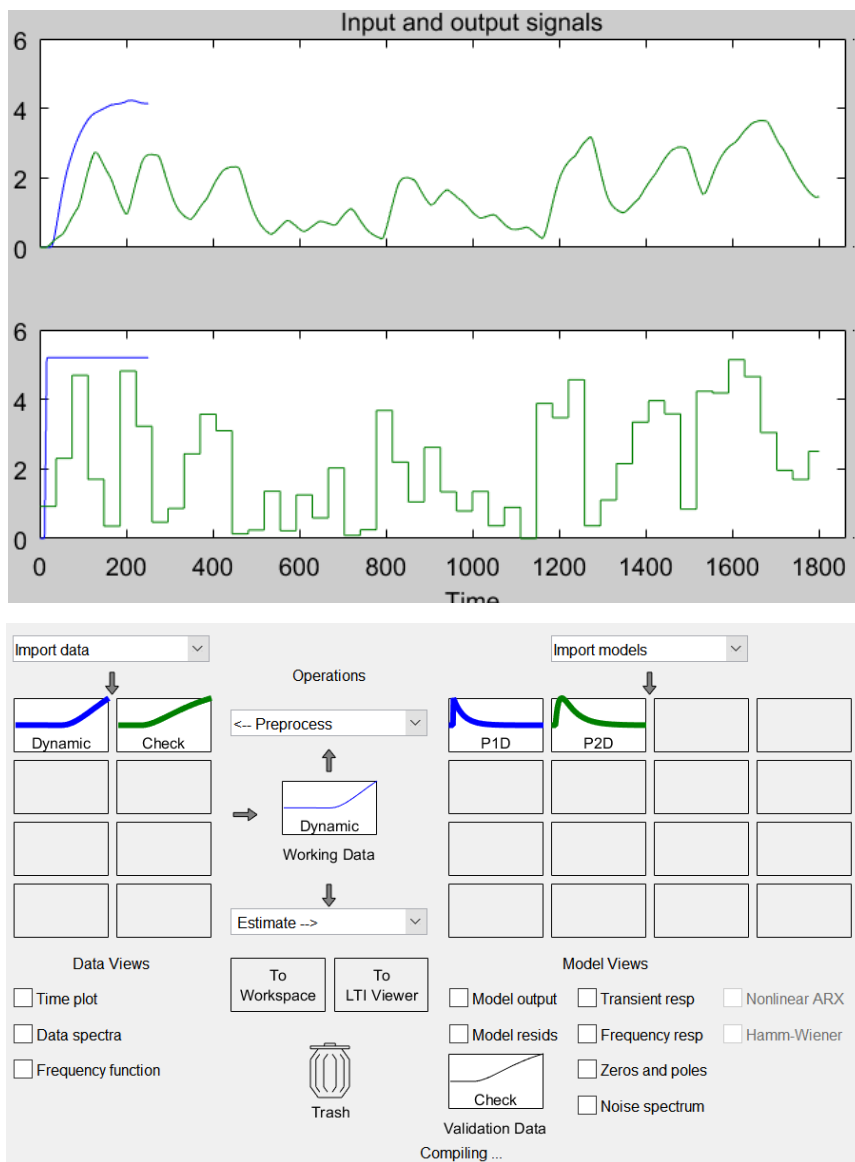 Input and output signals
6
4
2
0
6
4
2
0
0 200 400 600 800 1000 1200 1400 1600 1800
Time
Import data
Import models
Operations
<-- Preprocess
Dynamic Check
P1D P2D
Dynamic
Working Data
Estimate -->
Data Views
Model Views
To Workspace
To LTI Viewer
Time plot
Data spectra
Frequency function
Model output
Transient resp
Nonlinear ARX
Model resids
Frequency resp
Hamm-Wiener
Zeros and poles
Check
Noise spectrum
Trash
Validation Data
Compiling ...